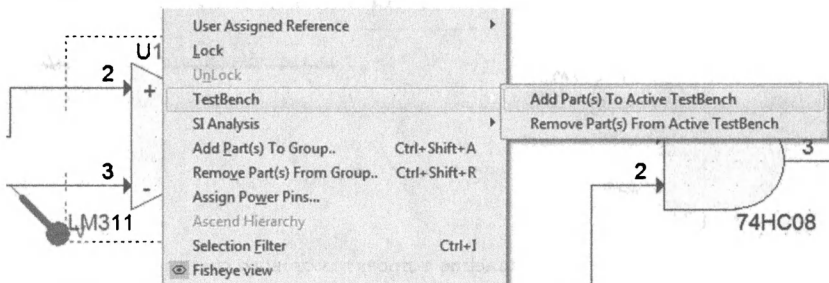 User Assigned Reference
U1
Lock
2
UnLock
+
TestBench
Add Part(s) To Active TestBench
SI Analysis
Remove Part(s) From Active TestBench
Add Part(s) To Group.. Ctrl+Shift+A
3
3
Remove Part(s) From Group.. Ctrl+Shift+R
2
-
Assign Power Pins...
LM311
Ascend Hierarchy
74HC08
V
Selection Filter Ctrl+I
Fisheye view